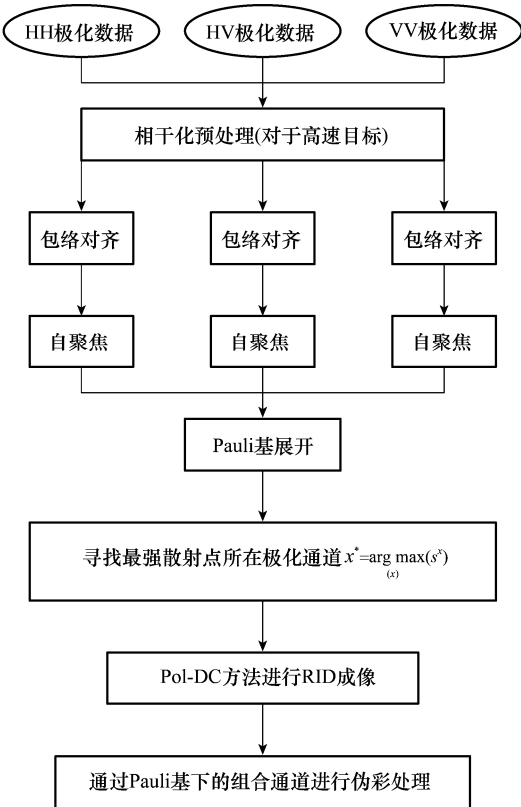 HH极化数据 HV极化数据 VV极化数据
相干化预处理(对于高速目标)
包络对齐 包络对齐 包络对齐
自聚焦 自聚焦 自聚焦
Pauli基展开
寻找最强散射点所在极化通道 x*=arg max(sˣ)
(x)
Pol-DC方法进行RID成像
通过Pauli基下的组合通道进行伪彩处理